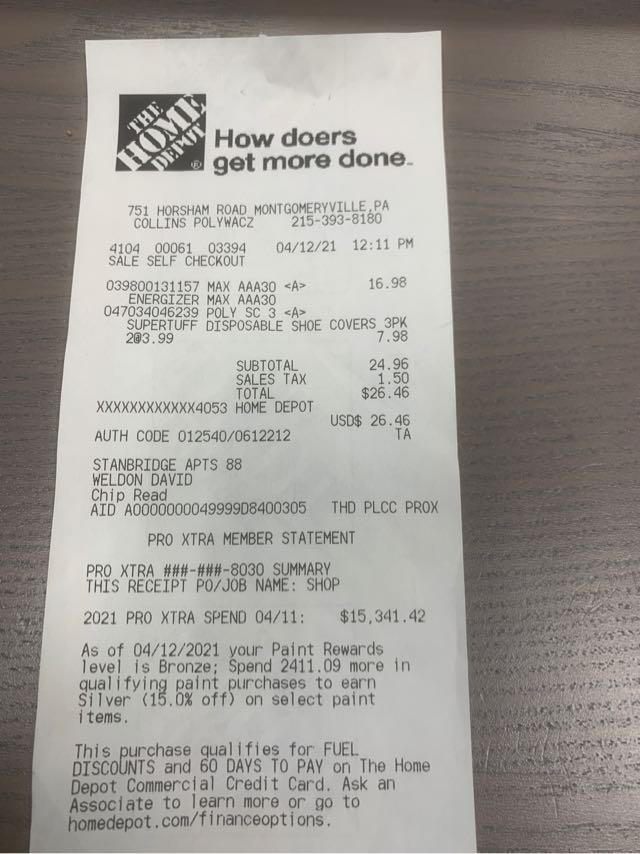 THE
HOME
DEPOT
®
How doers
get more done.
751 HORSHAM ROAD MONTGOMERYVILLE,PA
COLLINS POLYWACZ 215-393-8180
4104 00061 03394 04/12/21 12:11 PM
SALE SELF CHECKOUT
039800131157 MAX AAA30 <A> 16.98
ENERGIZER MAX AAA30
047034046239 POLY SC 3 <A>
SUPERTUFF DISPOSABLE SHOE COVERS 3PK
2@3.99 7.98
SUBTOTAL 24.96
SALES TAX 1.50
TOTAL $26.46
XXXXXXXXXXXX4053 HOME DEPOT
USD$ 26.46
AUTH CODE 012540/0612212 TA
STANBRIDGE APTS 88
WELDON DAVID
Chip Read
AID A0000000049999D8400305 THD PLCC PROX
PRO XTRA MEMBER STATEMENT
PRO XTRA ###-###-8030 SUMMARY
THIS RECEIPT PO/JOB NAME: SHOP
2021 PRO XTRA SPEND 04/11: $15,341.42
As of 04/12/2021 your Paint Rewards
level is Bronze; Spend 2411.09 more in
qualifying paint purchases to earn
Silver (15.0% off) on select paint
items.
This purchase qualifies for FUEL
DISCOUNTS and 60 DAYS TO PAY on The Home
Depot Commercial Credit Card. Ask an
Associate to learn more or go to
homedepot.com/financeoptions.